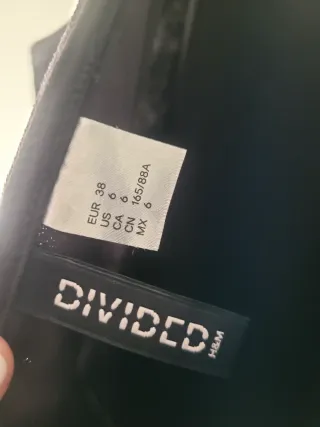 EUR 38
US 6
CA 6
CN 165/88A
MX 6
DIVIDED
H&M